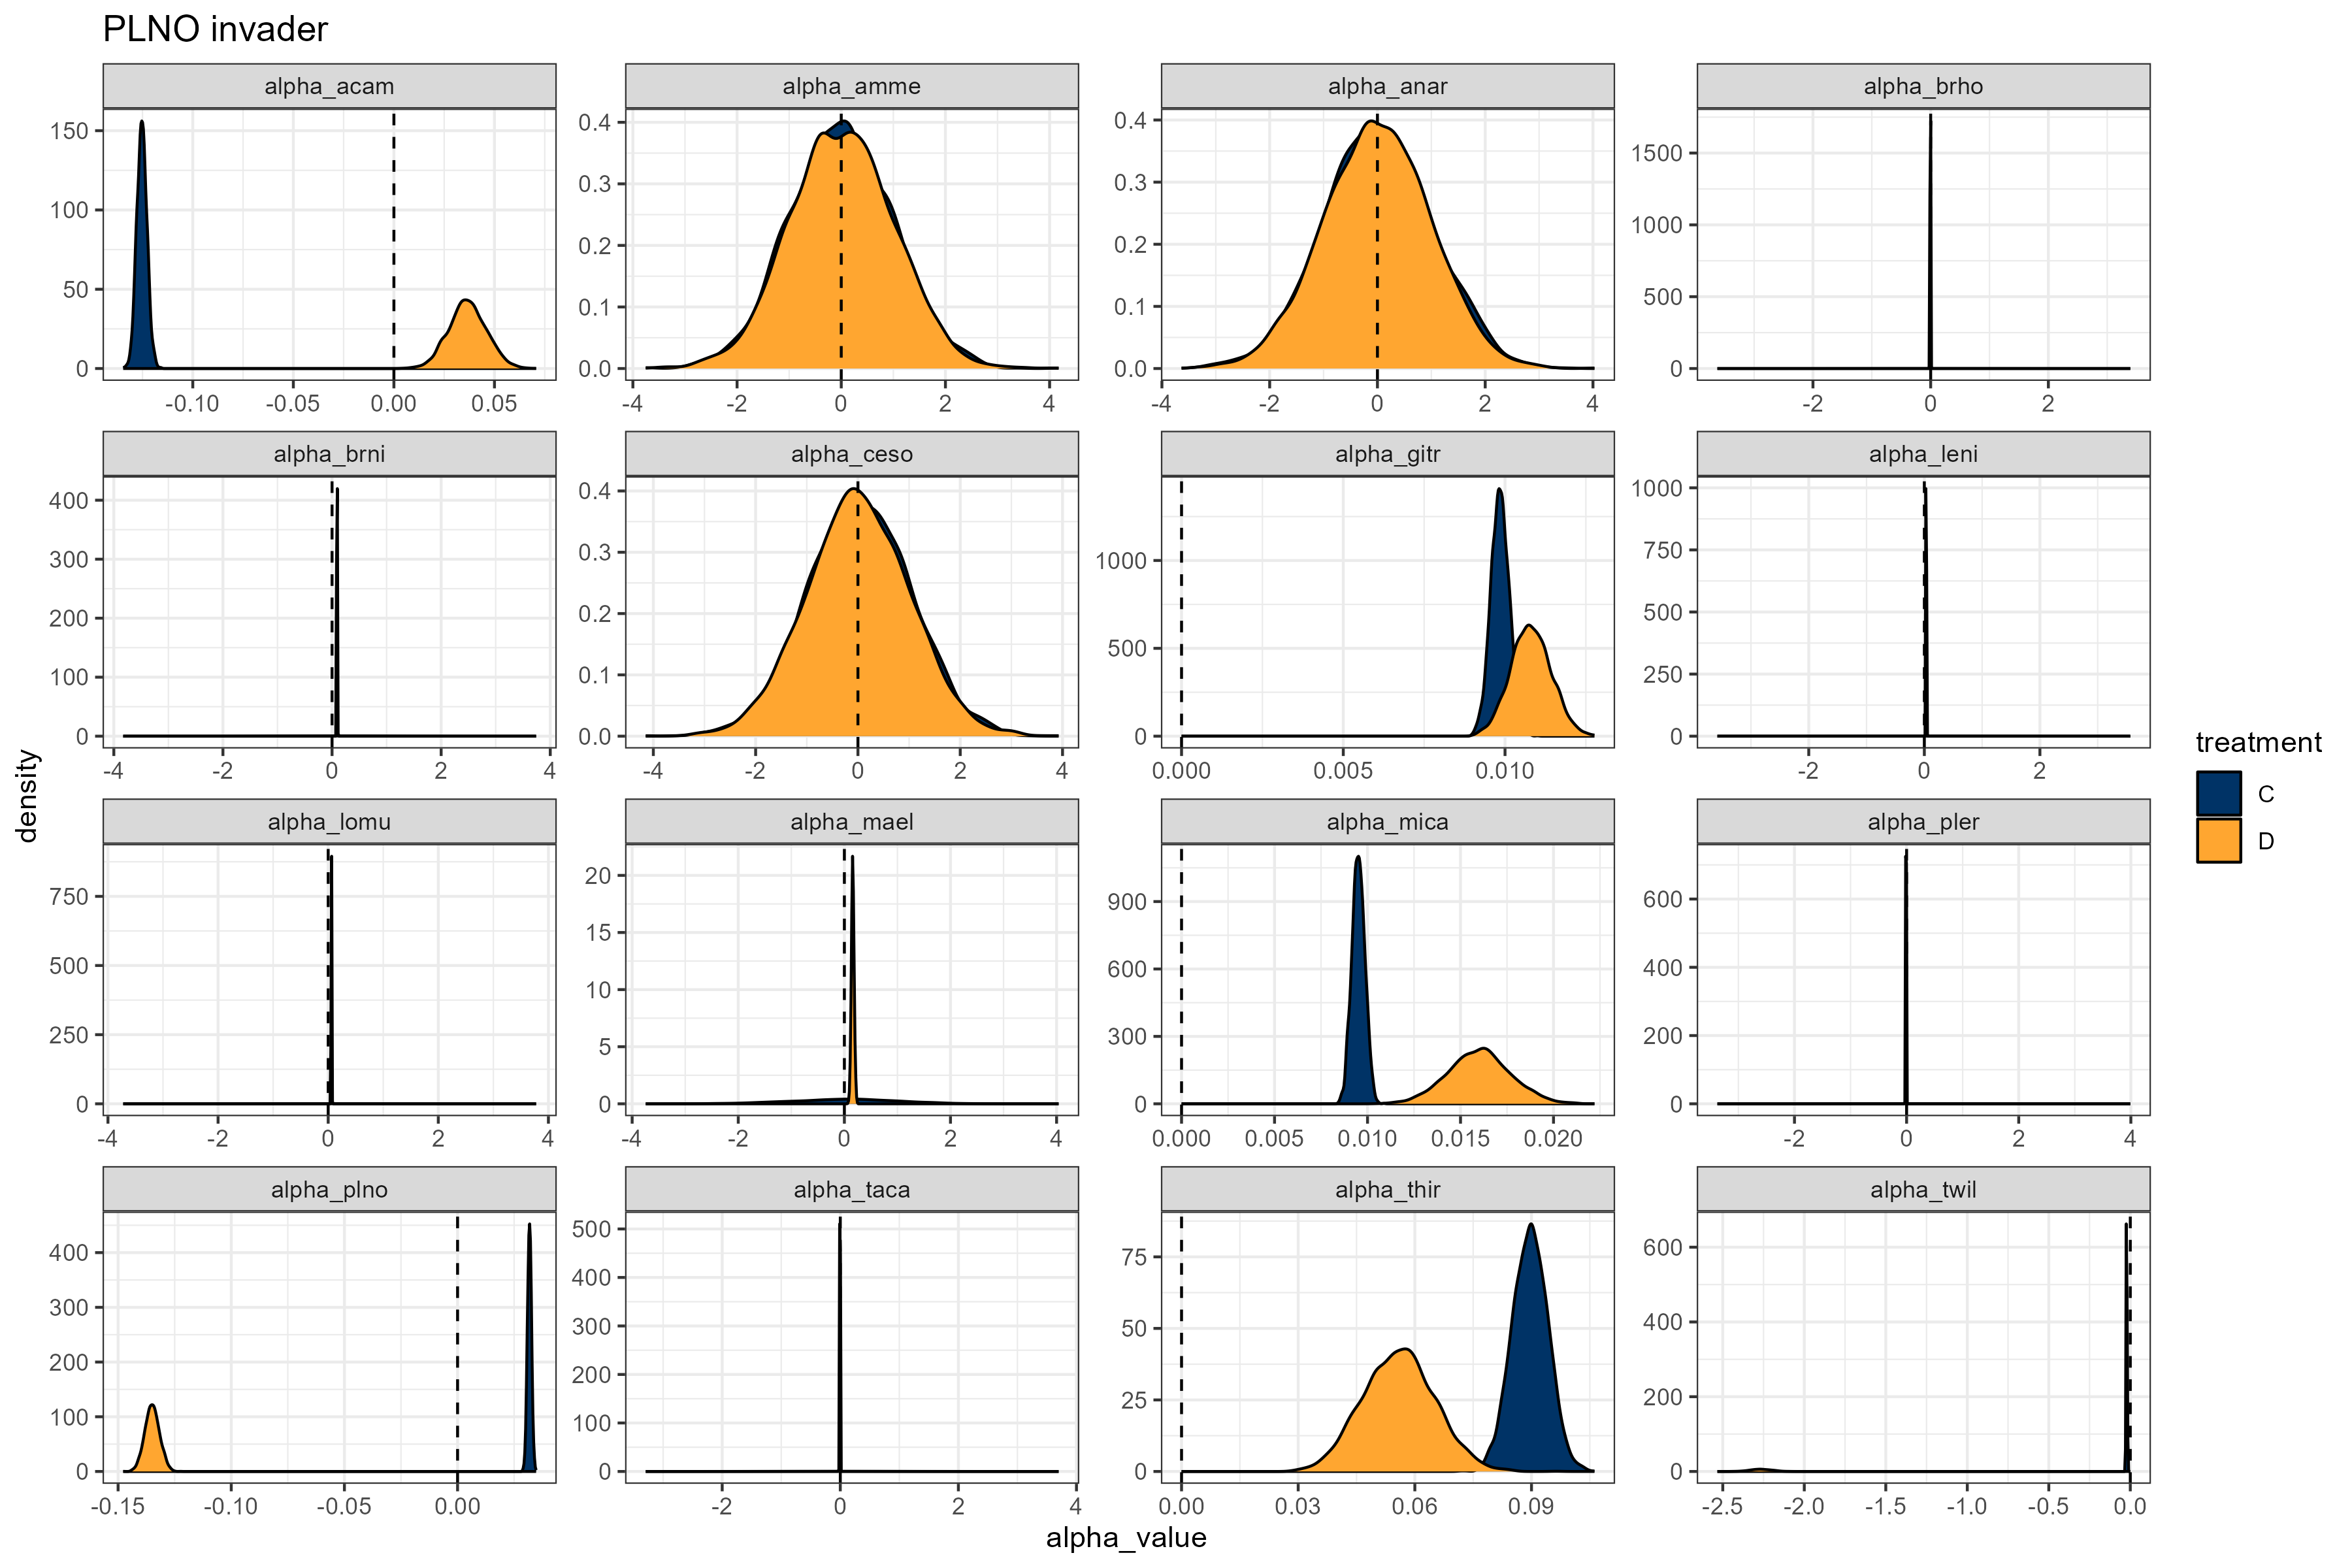 PLNO invader
alpha_acam alpha_amme alpha_anar alpha_brho
150 100 50 0
-0.10 -0.05 0.00 0.05
0.4 0.3 0.2 0.1 0.0
-4 -2 0 2 4
0.4 0.3 0.2 0.1 0.0
-4 -2 0 2 4
1500 1000 500 0
-2 0 2
alpha_brni alpha_ceso alpha_gitr alpha_leni
400 300 200 100 0
-4 -2 0 2 4
0.4 0.3 0.2 0.1 0.0
-4 -2 0 2 4
1000 500 0
0.000 0.005 0.010
1000 750 500 250 0
-2 0 2
alpha_lomu alpha_mael alpha_mica alpha_pler
750 500 250 0
-4 -2 0 2 4
20 15 10 5 0
-4 -2 0 2 4
900 600 300 0
0.000 0.005 0.010 0.015 0.020
600 400 200 0
-2 0 2 4
alpha_plno alpha_taca alpha_thir alpha_twil
400 300 200 100 0
-0.15 -0.10 -0.05 0.00
500 400 300 200 100 0
-2 0 2 4
75 50 25 0
0.00 0.03 0.06 0.09
600 400 200 0
-2.5 -2.0 -1.5 -1.0 -0.5 0.0
density
alpha_value
treatment
C
D